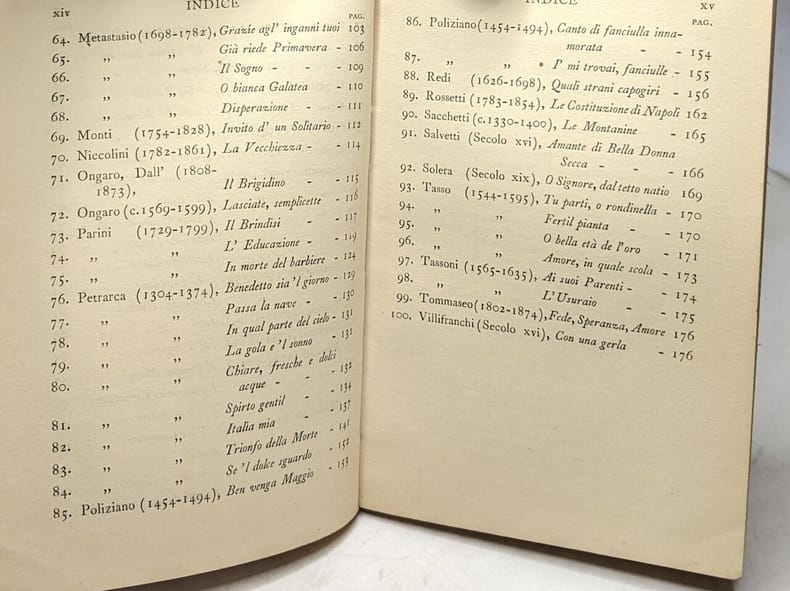 xiv INDICE
PAG.
64. Metastasio (1698-1782), Grazie agl' inganni tuoi 103
65. „ „ Già riede Primavera - 106
66. „ „ Il Sogno - - 109
67. „ „ O bianca Galatea - 110
68. „ „ Disperazione - 111
69. Monti (1754-1828), Invito d' un Solitario - 112
70. Niccolini (1782-1861), La Vecchiezza - - 114
71. Ongaro, Dall' (1808-
1873), Il Brigidino - 115
72. Ongaro (c. 1569-1599), Lasciate, semplicette - 116
73. Parini (1729-1799), Il Brindisi - 117
74. „ „ L' Educazione - 119
75. „ „ In morte del barbiere - 124
76. Petrarca (1304-1374), Benedetto sia 'l giorno - 129
77. „ „ Passa la nave - 130
78. „ „ In qual parte del cielo - 131
79. „ „ La gola e 'l sonno - 131
80. „ „ Chiare, fresche e dolci
acque - - 132
81. „ „ Spirto gentil - 134
82. „ „ Italia mia - 137
83. „ „ Trionfo della Morte - 141
84. „ „ Se 'l dolce sguardo - 152
85. Poliziano (1454-1494), Ben venga Maggio - 153
INDICE xv
PAG.
86. Poliziano (1454-1494), Canto di fanciulla inna-
morata - - 154
87. „ „ I' mi trovai, fanciulle - 155
88. Redi (1626-1698), Quali strani capogiri - 156
89. Rossetti (1783-1854), Le Costituzione di Napoli 162
90. Sacchetti (c. 1330-1400), Le Montanine - 165
91. Salvetti (Secolo xvi), Amante di Bella Donna
Secca - - - 166
92. Solera (Secolo xix), O Signore, dal tetto natio 169
93. Tasso (1544-1595), Tu parti, o rondinella - 170
94. „ „ Fertil pianta - - 170
95. „ „ O bella età de l'oro - 171
96. „ „ Amore, in quale scola - 173
97. Tassoni (1565-1635), Ai suoi Parenti - - 174
98. „ „ L'Usuraio - - 175
99. Tommaseo (1802-1874), Fede, Speranza, Amore 176
100. Villifranchi (Secolo xvi), Con una gerla - 176